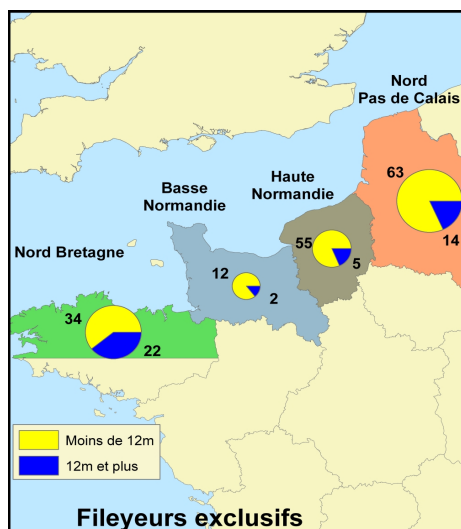 Nord
Pas de Calais
63
14
Haute
Normandie
55
5
Basse
Normandie
12
2
Nord Bretagne
34
22
Moins de 12m
12m et plus
Fileyeurs exclusifs